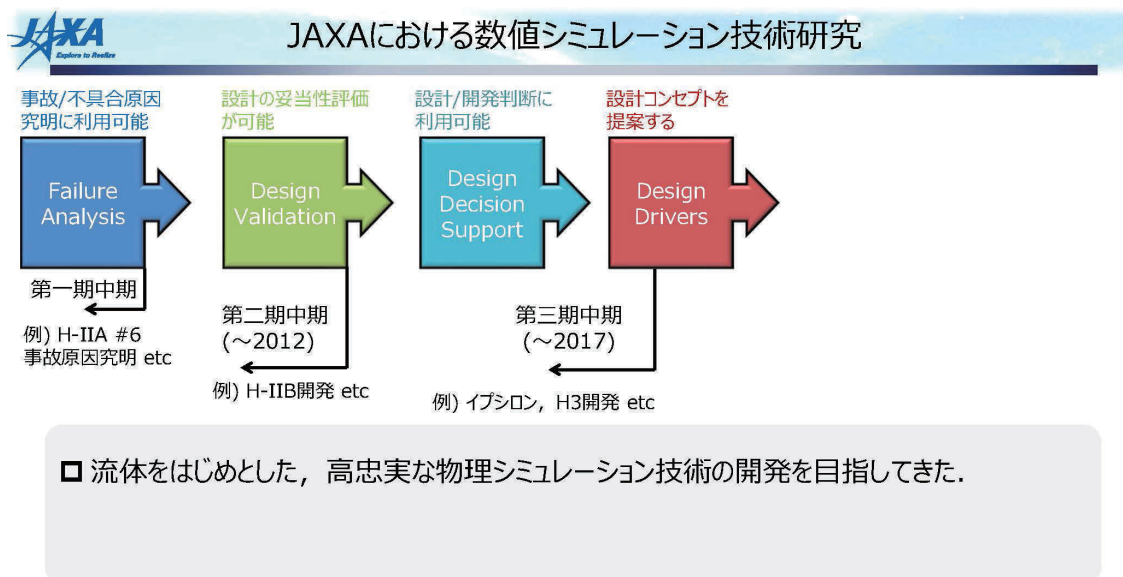 JAXA
Explore to Realize
JAXAにおける数値シミュレーション技術研究
事故/不具合原因
究明に利用可能
Failure
Analysis
第一期中期
例) H-IIA #6
事故原因究明 etc
設計の妥当性評価
が可能
Design
Validation
第二期中期
(～2012)
例) H-IIB開発 etc
設計/開発判断に
利用可能
Design
Decision
Support
設計コンセプトを
提案する
Design
Drivers
第三期中期
(～2017)
例) イプシロン，H3開発 etc
流体をはじめとした，高忠実な物理シミュレーション技術の開発を目指してきた．